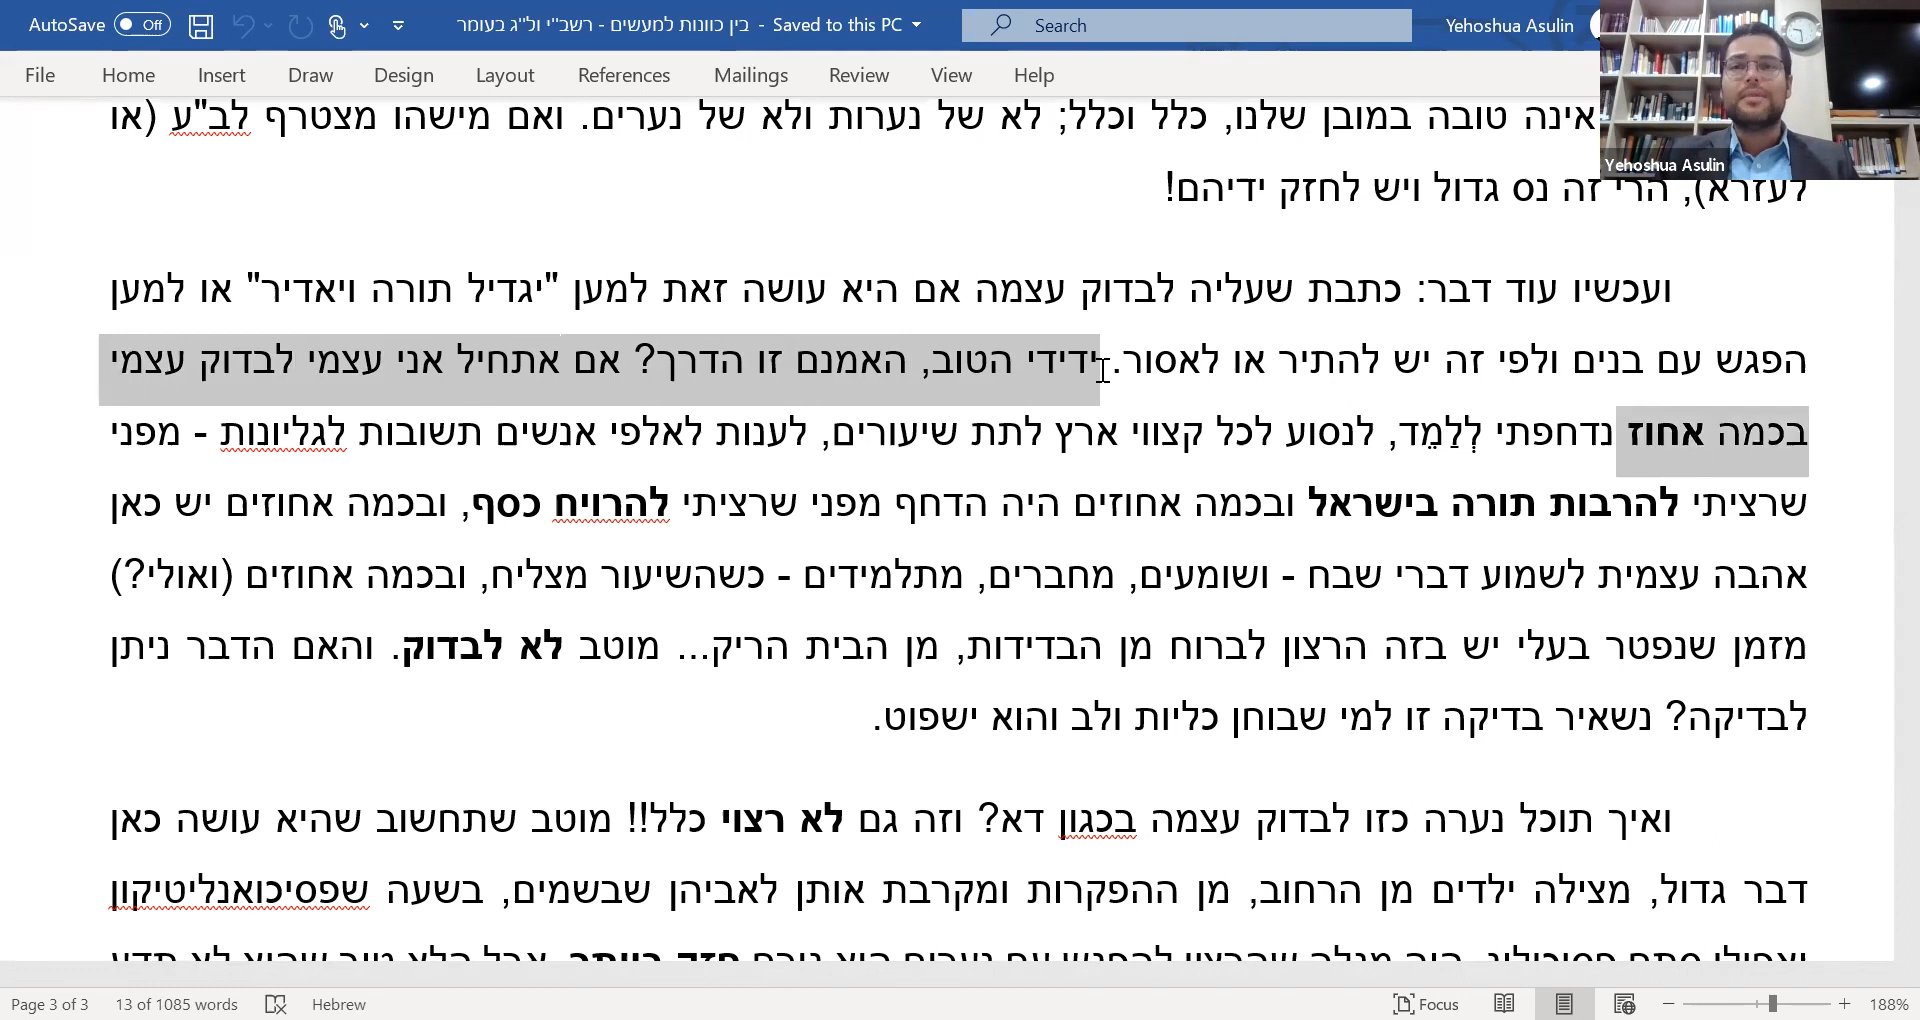 AutoSave Off
בין כוונות למעשים - רשב''י ול''ג בעומר - Saved to this PC
Search
Yehoshua Asulin
File Home Insert Draw Design Layout References Mailings Review View Help
אינה טובה במובן שלנו, כלל וכלל; לא של נערות ולא של נערים. ואם מישהו מצטרף לב"ע (או
לעזרא), הרי זה נס גדול ויש לחזק ידיהם!
Yehoshua Asulin
ועכשיו עוד דבר: כתבת שעליה לבדוק עצמה אם היא עושה זאת למען "יגדיל תורה ויאדיר" או למען
הפגש עם בנים ולפי זה יש להתיר או לאסור. ידידי הטוב, האמנם זו הדרך? אם אתחיל אני עצמי לבדוק עצמי
בכמה אחוז נדחפתי לְלַמֵד, לנסוע לכל קצווי ארץ לתת שיעורים, לענות לאלפי אנשים תשובות לגליונות - מפני
שרציתי להרבות תורה בישראל ובכמה אחוזים היה הדחף מפני שרציתי להרויח כסף, ובכמה אחוזים יש כאן
אהבה עצמית לשמוע דברי שבח - ושומעים, מחברים, מתלמידים - כשהשיעור מצליח, ובכמה אחוזים (ואולי?)
מזמן שנפטר בעלי יש בזה הרצון לברוח מן הבדידות, מן הבית הריק... מוטב לא לבדוק. והאם הדבר ניתן
לבדיקה? נשאיר בדיקה זו למי שבוחן כליות ולב והוא ישפוט.
ואיך תוכל נערה כזו לבדוק עצמה בכגון דא? וזה גם לא רצוי כלל!! מוטב שתחשוב שהיא עושה כאן
דבר גדול, מצילה ילדים מן הרחוב, מן ההפקרות ומקרבת אותן לאביהן שבשמים, בשעה שפסיכואנליטיקון
Page 3 of 3 13 of 1085 words Hebrew Focus 188%